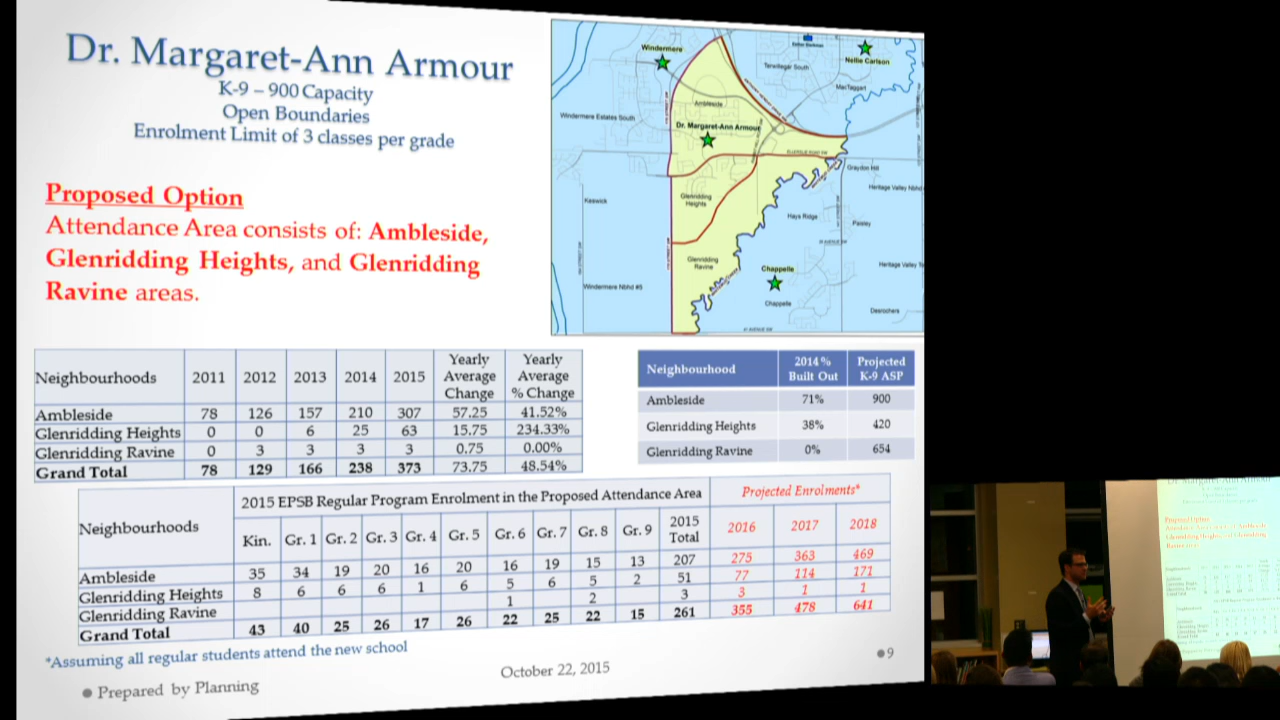 Dr. Margaret-Ann Armour
K-9 – 900 Capacity
Open Boundaries
Enrolment Limit of 3 classes per grade
Proposed Option
Attendance Area consists of: Ambleside,
Glenridding Heights, and Glenridding
Ravine areas.
Windermere
Nellie Carlson
Terwillegar South
MacTaggart
Ambleside
Windermere Estates South
Dr. Margaret-Ann Armour
Graydon Hill
Heritage Valley Nbhd
Keswick
Glenridding
Heights
Hays Ridge
Paisley
Glenridding
Ravine
Chappelle
Heritage Valley To
Windermere Nbhd #5
Chappelle
Desrochers
41 AVENUE SW
Neighbourhoods 2011 2012 2013 2014 2015 Yearly Average Change Yearly Average % Change
Ambleside 78 126 157 210 307 57.25 41.52%
Glenridding Heights 0 0 6 25 63 15.75 234.33%
Glenridding Ravine 0 3 3 3 3 0.75 0.00%
Grand Total 78 129 166 238 373 73.75 48.54%
Neighbourhood 2014 % Built Out Projected K-9 ASP
Ambleside 71% 900
Glenridding Heights 38% 420
Glenridding Ravine 0% 654
Neighbourhoods 2015 EPSB Regular Program Enrolment in the Proposed Attendance Area Projected Enrolments*
Kin. Gr. 1 Gr. 2 Gr. 3 Gr. 4 Gr. 5 Gr. 6 Gr. 7 Gr. 8 Gr. 9 2015 Total 2016 2017 2018
Ambleside 35 34 19 20 16 20 16 19 15 13 207 275 363 469
Glenridding Heights 8 6 6 6 1 6 5 6 5 2 51 77 114 171
Glenridding Ravine 1 2 3 3 1 1
Grand Total 43 40 25 26 17 26 22 25 22 15 261 355 478 641
*Assuming all regular students attend the new school
Prepared by Planning
October 22, 2015
9